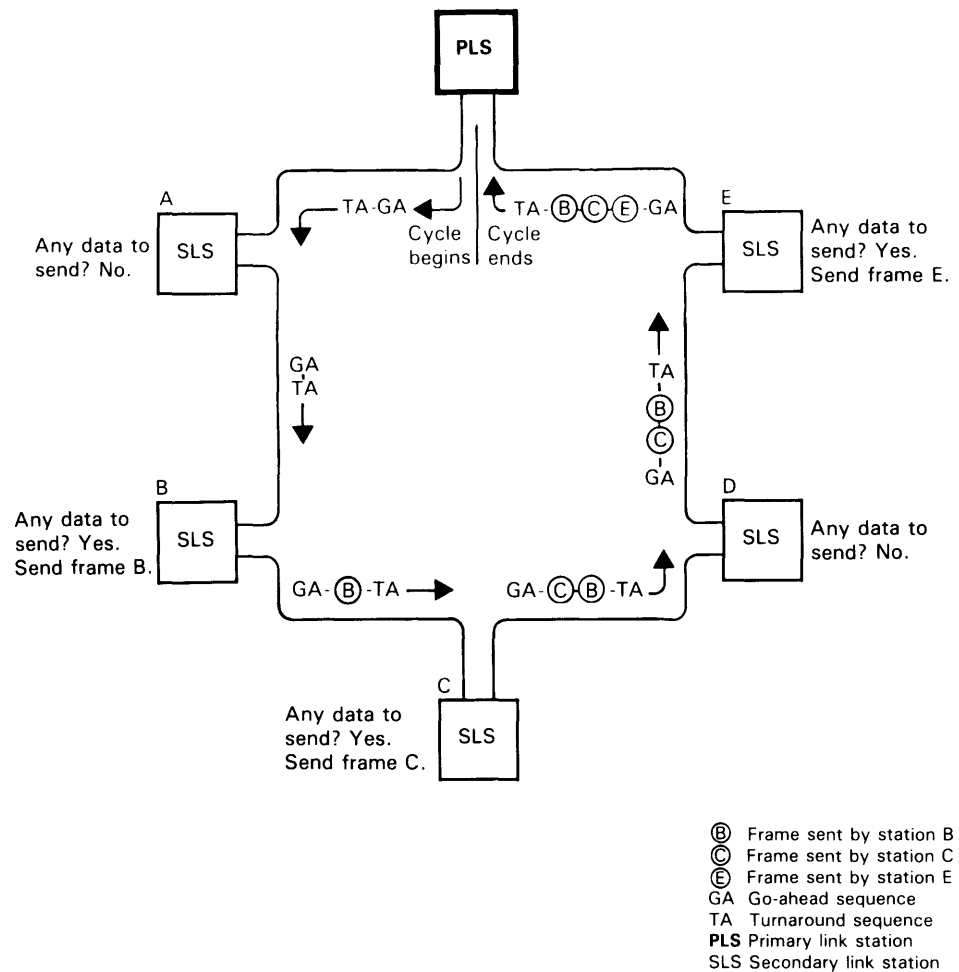 PLS
TA-GA
Cycle begins
Cycle ends
TA-Ⓑ-Ⓒ-Ⓔ-GA
A
SLS
Any data to
send? No.
E
SLS
Any data to
send? Yes.
Send frame E.
GA
TA
TA
Ⓑ
Ⓒ
GA
B
SLS
Any data to
send? Yes.
Send frame B.
D
SLS
Any data to
send? No.
GA-Ⓑ-TA
GA-Ⓒ-Ⓑ-TA
C
SLS
Any data to
send? Yes.
Send frame C.
Ⓑ Frame sent by station B
Ⓒ Frame sent by station C
Ⓔ Frame sent by station E
GA Go-ahead sequence
TA Turnaround sequence
PLS Primary link station
SLS Secondary link station